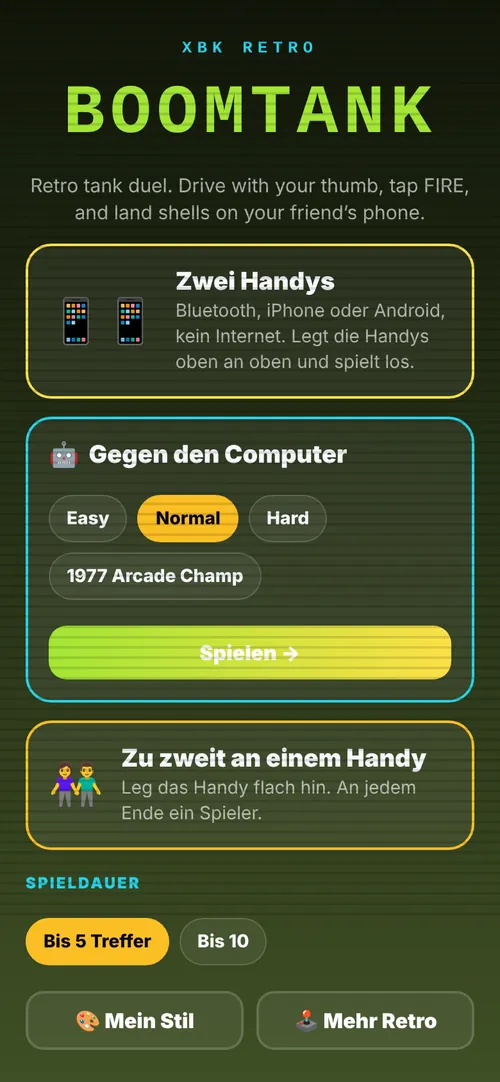 XBK RETRO
BOOMTANK
Retro tank duel. Drive with your thumb, tap FIRE,
and land shells on your friend’s phone.
Zwei Handys
Bluetooth, iPhone oder Android,
kein Internet. Legt die Handys
oben an oben und spielt los.
Gegen den Computer
Easy
Normal
Hard
1977 Arcade Champ
Spielen →
Zu zweit an einem Handy
Leg das Handy flach hin. An jedem
Ende ein Spieler.
SPIELDAUER
Bis 5 Treffer
Bis 10
Mein Stil
Mehr Retro